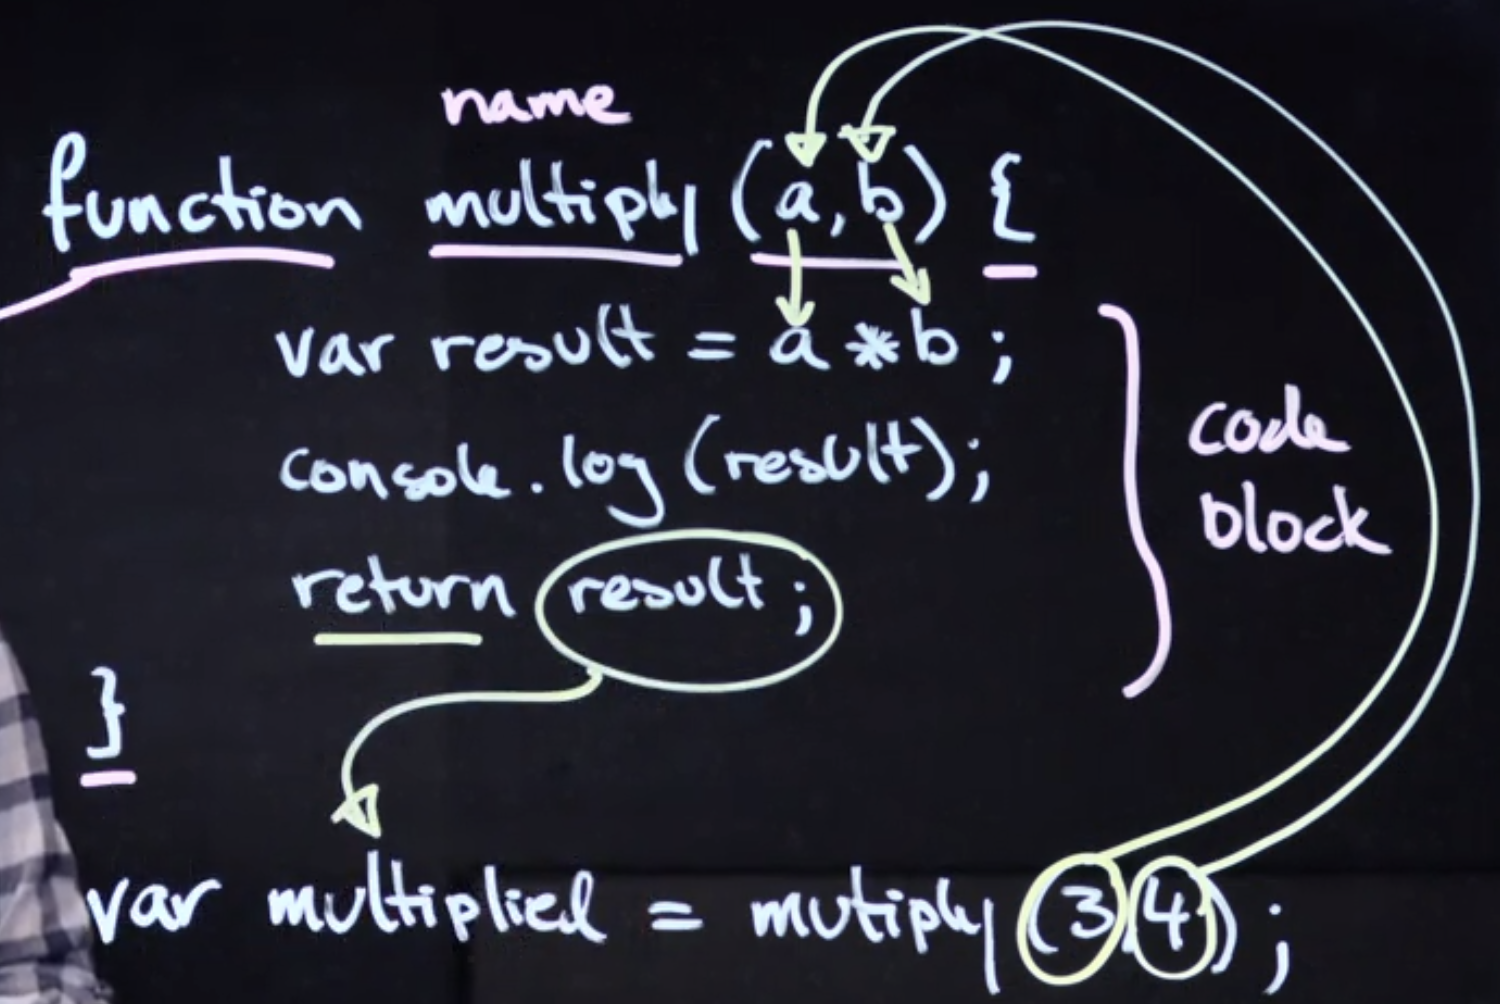 name
function multiply (a,b) {
var result = a * b ;
console.log (result);
return result ;
code
block
}
var multiplied = mutiply (3,4) ;